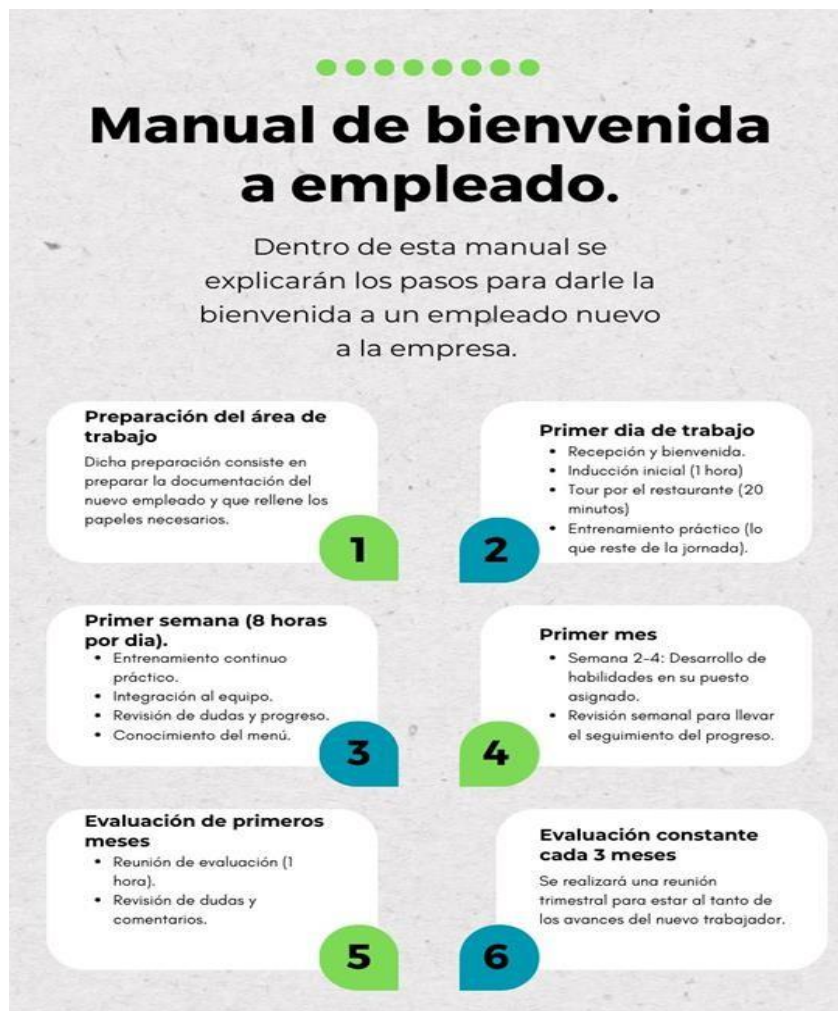 Manual de bienvenida
a empleado.
Dentro de esta manual se
explicarán los pasos para darle la
bienvenida a un empleado nuevo
a la empresa.
Preparación del área de
trabajo
Dicha preparación consiste en
preparar la documentación del
nuevo empleado y que rellene los
papeles necesarios.
1
Primer dia de trabajo
• Recepción y bienvenida.
• Inducción inicial (1 hora)
• Tour por el restaurante (20
minutos)
• Entrenamiento práctico (lo
que reste de la jornada).
2
Primer semana (8 horas
por dia).
• Entrenamiento continuo
práctico.
• Integración al equipo.
• Revisión de dudas y progreso.
• Conocimiento del menú.
3
Primer mes
• Semana 2-4: Desarrollo de
habilidades en su puesto
asignado.
• Revisión semanal para llevar
el seguimiento del progreso.
4
Evaluación de primeros
meses
• Reunión de evaluación (1
hora).
• Revisión de dudas y
comentarios.
5
Evaluación constante
cada 3 meses
Se realizará una reunión
trimestral para estar al tanto de
los avances del nuevo trabajador.
6